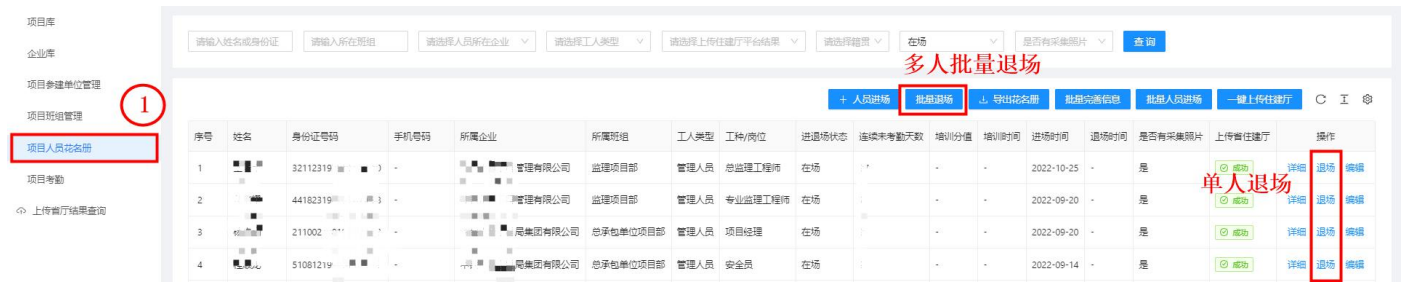 项目库
企业库
项目参建单位管理
项目班组管理
项目人员花名册
项目考勤
上传省厅结果查询
1
请输入姓名或身份证 请输入所在班组 请选择人员所在企业 请选择工人类型 请选择上传住建厅平台结果 请选择籍贯 在场 是否有采集照片 查询
多人批量退场
+ 人员进场 批量退场 导出花名册 批量完善信息 批量人员进场 一键上传住建厅
序号 姓名 身份证号码 手机号码 所属企业 所属班组 工人类型 工种/岗位 进退场状态 连续未考勤天数 培训分值 培训时间 进场时间 退场时间 是否有采集照片 上传省住建厅 操作
1 32112319 - 管理有限公司 监理项目部 管理人员 总监理工程师 在场 - - 2022-10-25 - 是 成功 详细 退场 编辑
单人退场
2 44182319 - 管理有限公司 监理项目部 管理人员 专业监理工程师 在场 - - 2022-09-20 - 是 成功 详细 退场 编辑
3 211002 - 局集团有限公司 总承包单位项目部 管理人员 项目经理 在场 - - 2022-09-20 - 是 成功 详细 退场 编辑
4 51081219 - 局集团有限公司 总承包单位项目部 管理人员 安全员 在场 - - 2022-09-14 - 是 成功 详细 退场 编辑